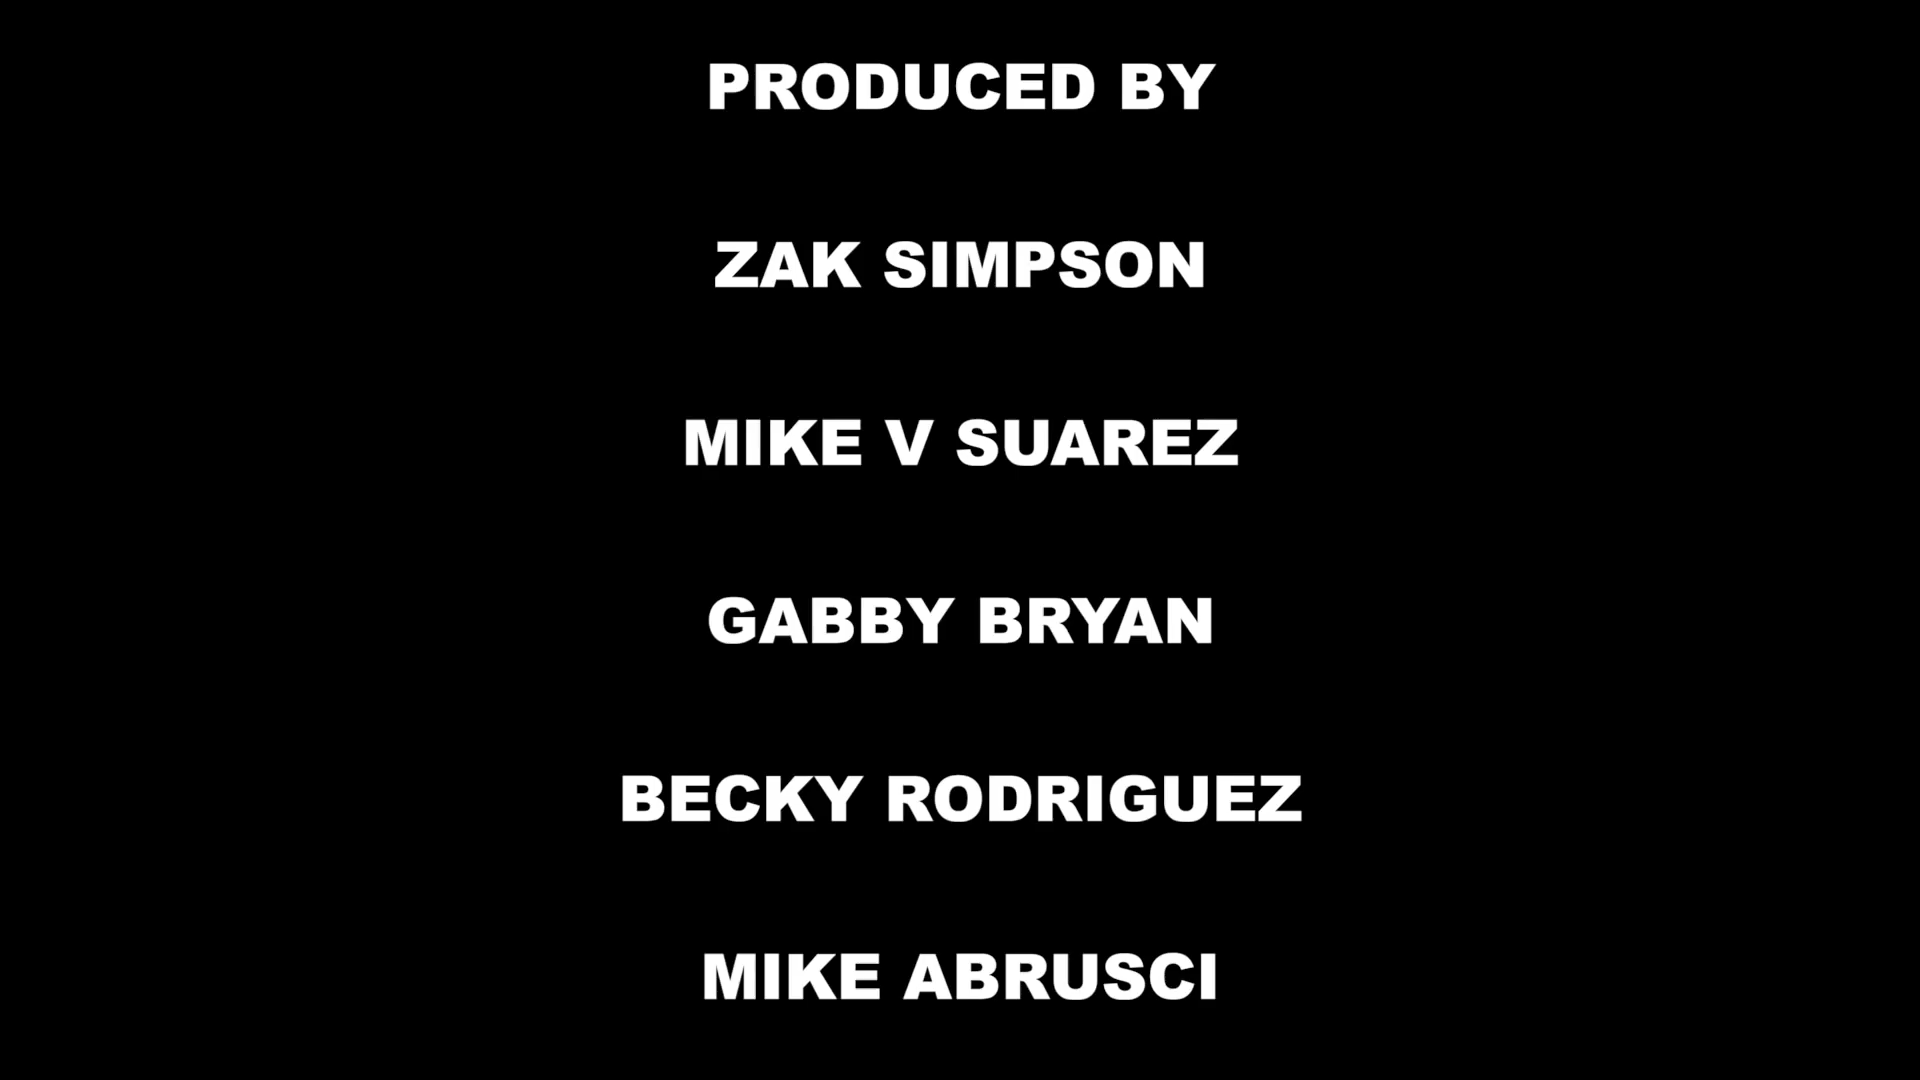 PRODUCED BY
ZAK SIMPSON
MIKE V SUAREZ
GABBY BRYAN
BECKY RODRIGUEZ
MIKE ABRUSCI